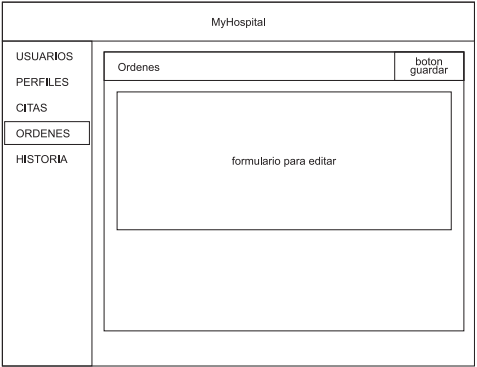 MyHospital
USUARIOS
PERFILES
CITAS
ORDENES
HISTORIA
Ordenes
boton
guardar
formulario para editar